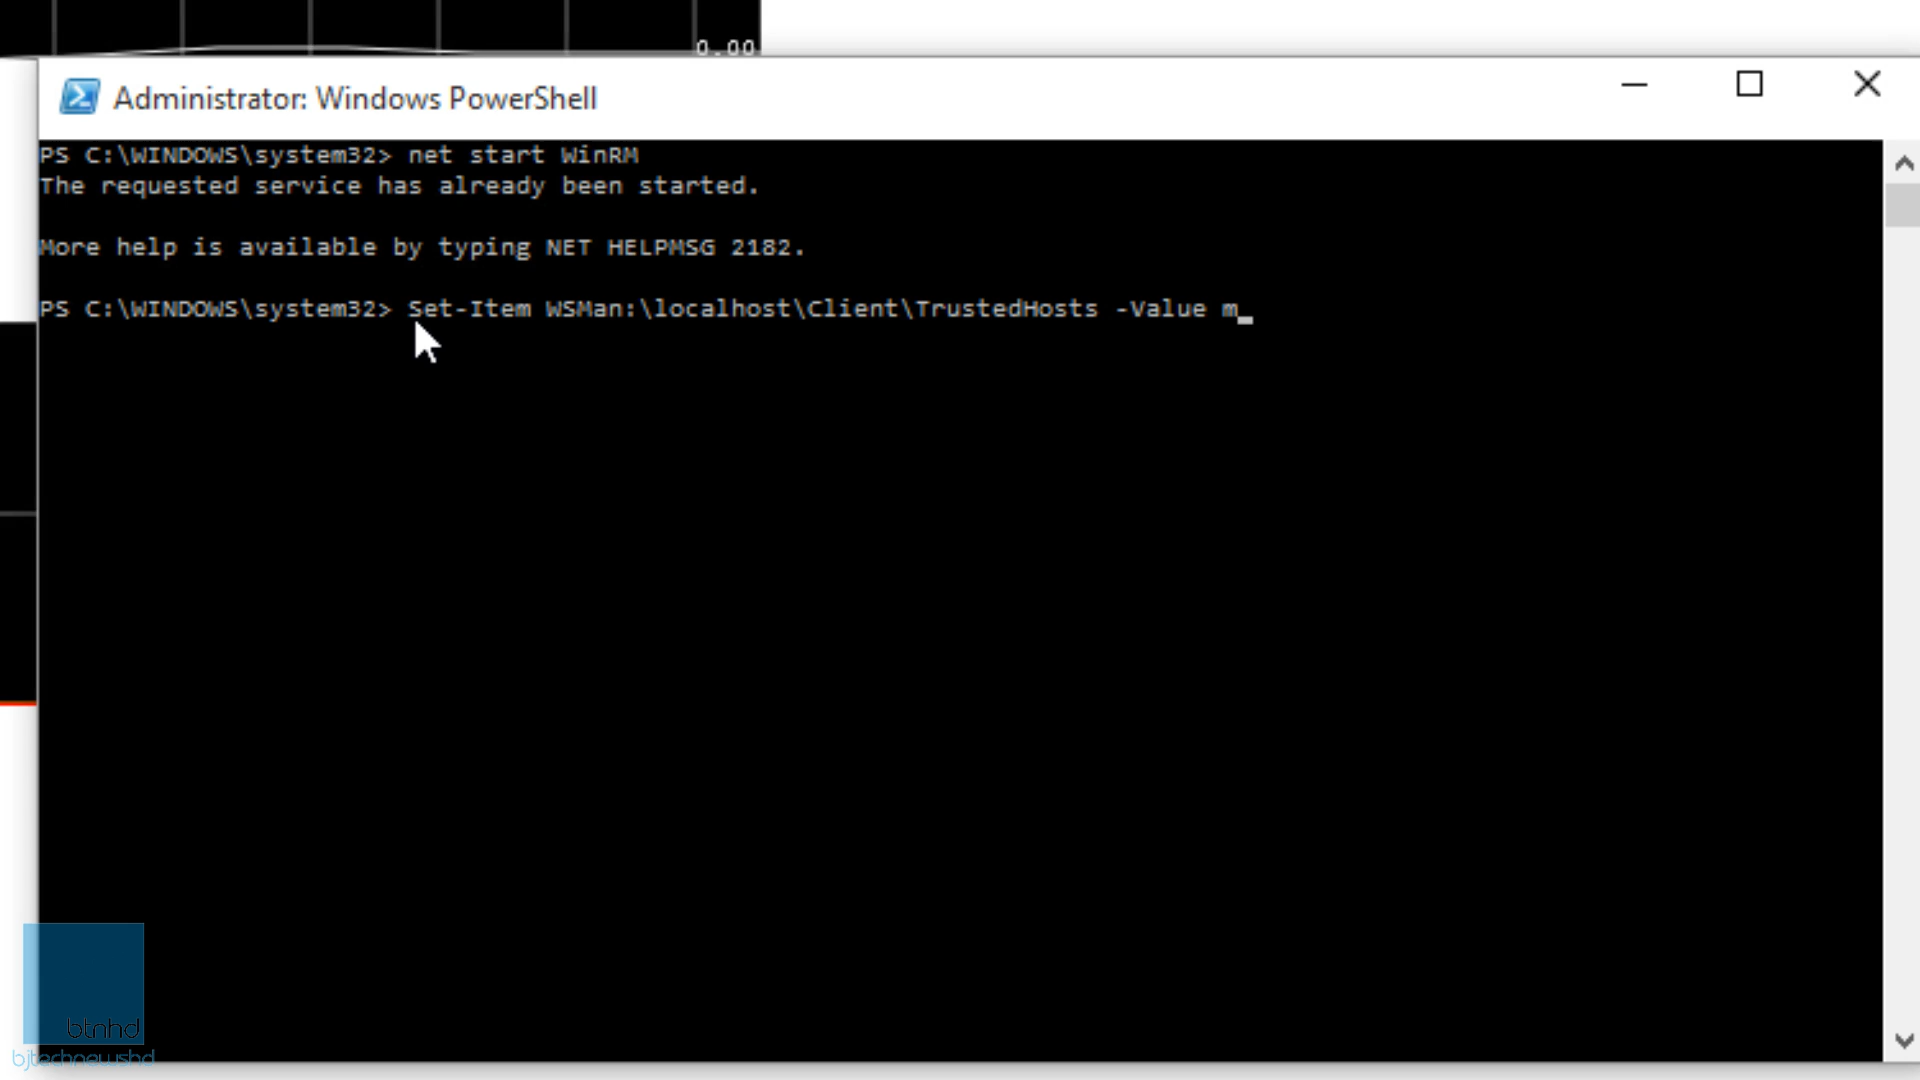 0.00
Administrator: Windows PowerShell
PS C:\WINDOWS\system32> net start WinRM
The requested service has already been started.
More help is available by typing NET HELPMSG 2182.
PS C:\WINDOWS\system32> Set-Item WSMan:\localhost\Client\TrustedHosts -Value m_
btnhd
bjtechnewshd